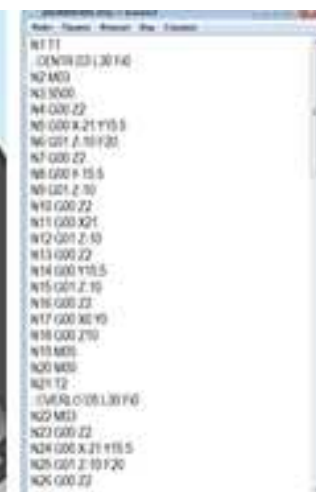 N1 T1
N2 M03
N3 S500
N4 G00 Z2
N5 G00 X-21 Y15.5
N6 G01 Z-10 F20
N7 G00 Z2
N8 G00 Y-15.5
N9 G01 Z-10
N10 G00 Z2
N11 G00 X21
N12 G01 Z-10
N13 G00 Z2
N14 G00 Y15.5
N15 G01 Z-10
N16 G00 Z2
N17 G00 X0 Y0
N18 G00 Z10
N19 M05
N20 M00
N21 T2
N22 M03
N23 G00 Z2
N24 G00 X-21 Y15.5
N25 G01 Z-10 F20
N26 G00 Z2